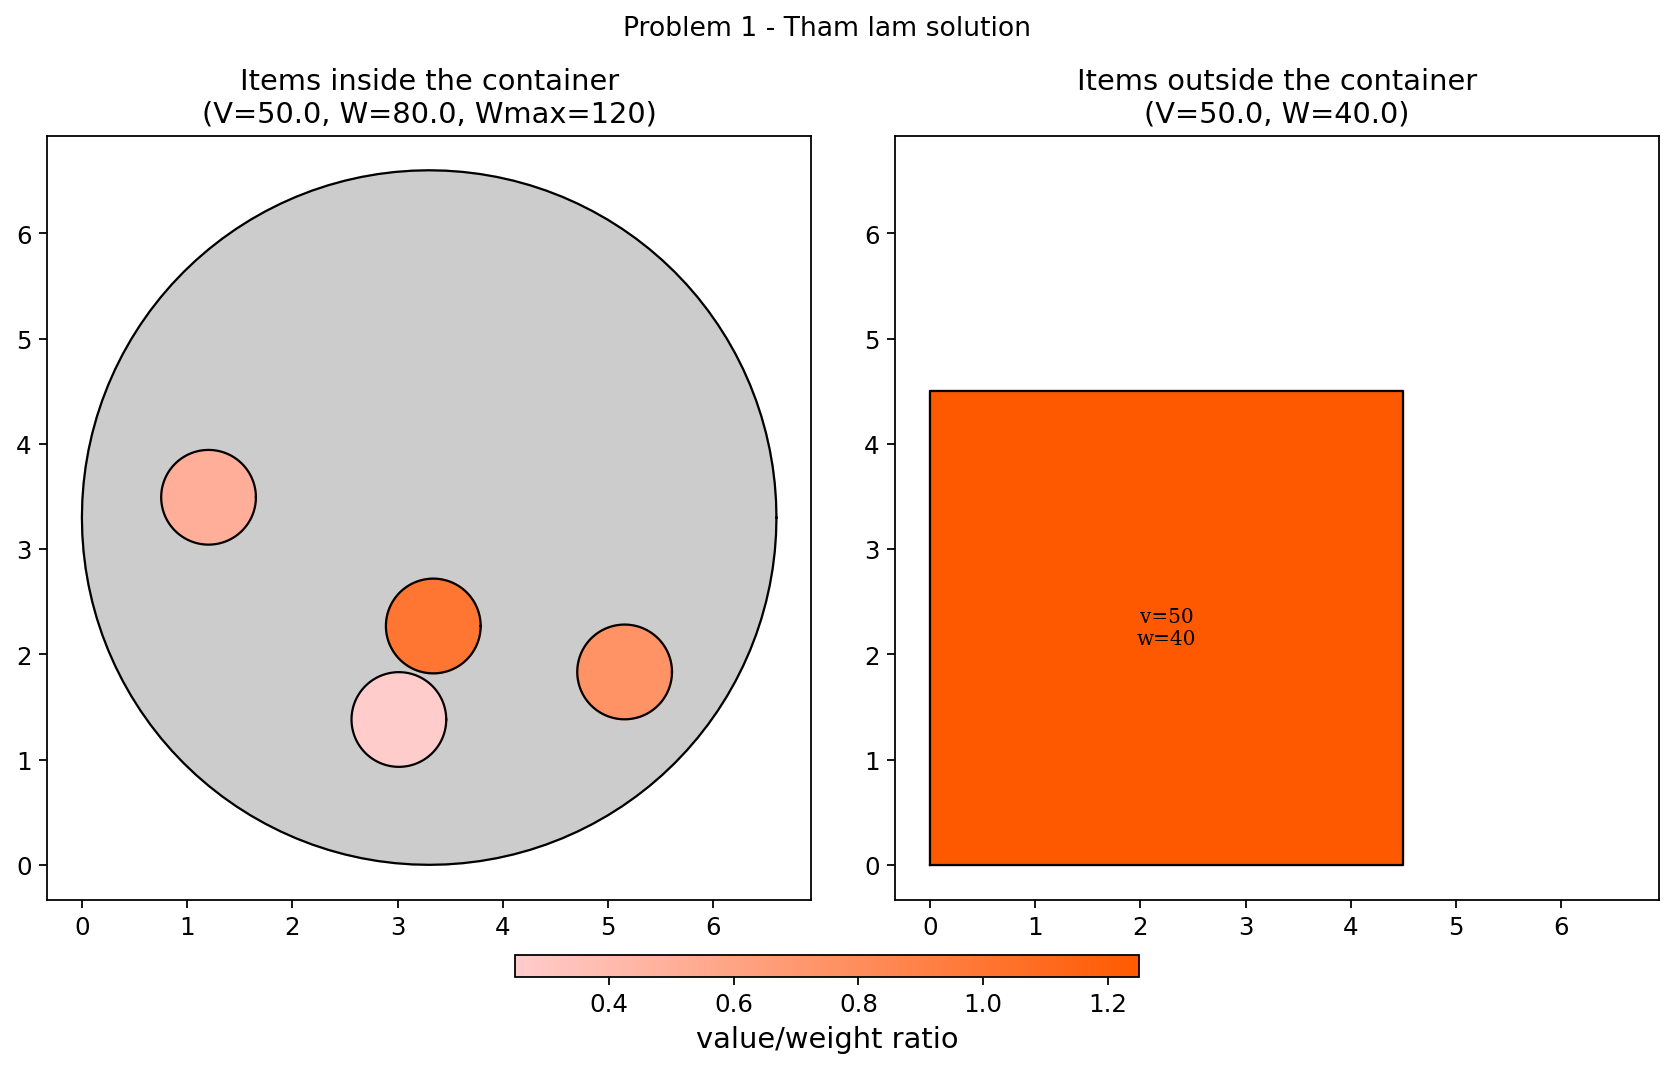 Problem 1 - Tham lam solution
Items inside the container
(V=50.0, W=80.0, Wmax=120)
6
5
4
3
2
1
0
0 1 2 3 4 5 6
Items outside the container
(V=50.0, W=40.0)
6
5
4
3
2
1
0
v=50
w=40
0 1 2 3 4 5 6
0.4 0.6 0.8 1.0 1.2
value/weight ratio